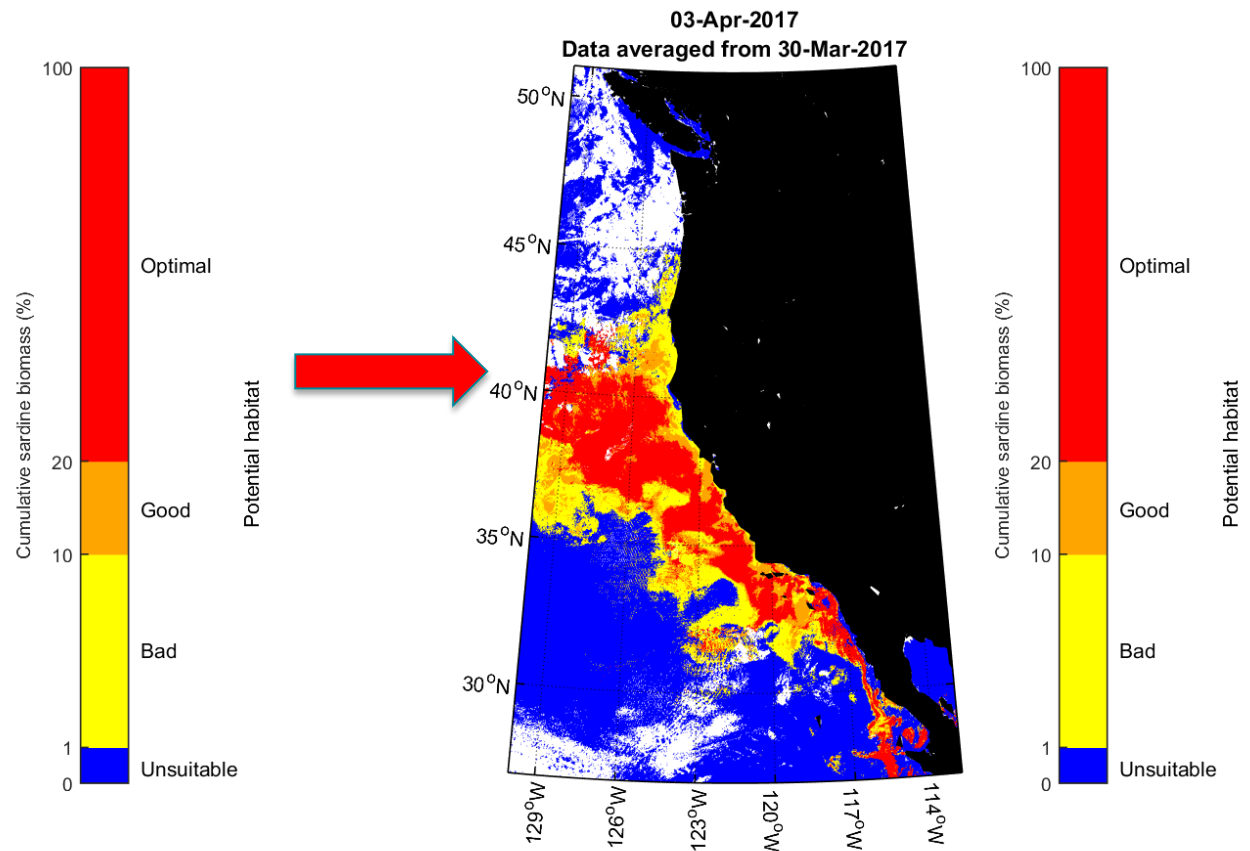 03-Apr-2017
Data averaged from 30-Mar-2017
Cumulative sardine biomass (%)
100
20
10
1
0
Optimal
Good
Bad
Unsuitable
Potential habitat
50°N
45°N
40°N
35°N
30°N
129°W
126°W
123°W
120°W
117°W
114°W
Cumulative sardine biomass (%)
100
20
10
1
0
Optimal
Good
Bad
Unsuitable
Potential habitat